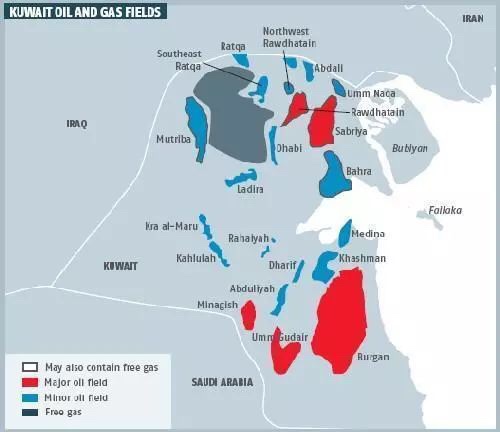 KUWAIT OIL AND GAS FIELDS
IRAN
Northwest
Rawdhatain
Ratqa
Southeast
Ratqa
Abdali
Umm Naca
Rawdhatain
IRAQ
Sabriya
Mutriba
Dhabi
Bubiyan
Bahra
Ladira
Failaka
Kra al-Maru
Rahaiyah
Medina
Kahlulah
Dharif
Khashman
KUWAIT
Abduliyah
Minagish
Umm Gudair
Burgan
May also contain free gas
Major oil field
Minor oil field
Free gas
SAUDI ARABIA